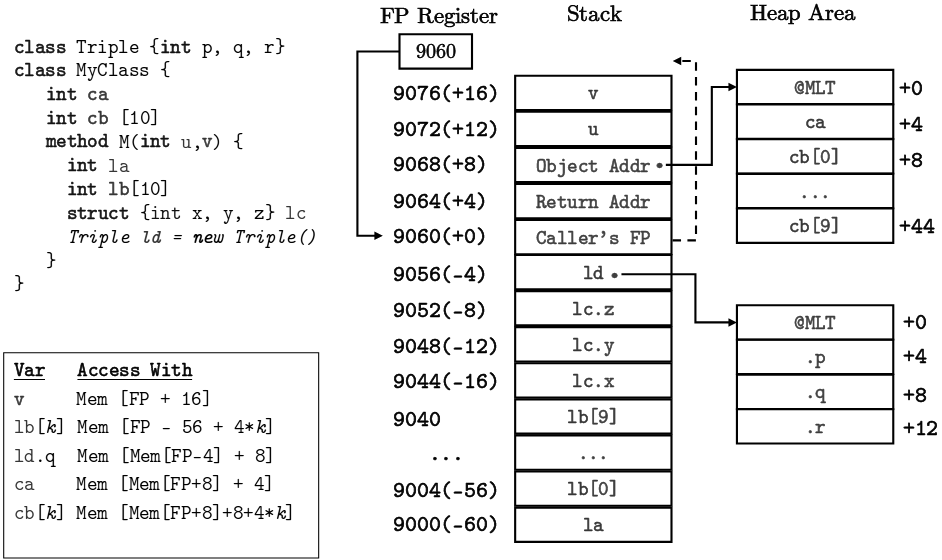 FP Register Stack Heap Area
class Triple {int p, q, r}
class MyClass {
int ca
int cb [10]
method M(int u,v) {
int la
int lb[10]
struct {int x, y, z} lc
Triple ld = new Triple()
}
}
Var Access With
v Mem [FP + 16]
lb[k] Mem [FP - 56 + 4*k]
ld.q Mem [Mem[FP-4] + 8]
ca Mem [Mem[FP+8] + 4]
cb[k] Mem [Mem[FP+8]+8+4*k]
9060
9076(+16) v
9072(+12) u
9068(+8) Object Addr
9064(+4) Return Addr
9060(+0) Caller's FP
9056(-4) ld
9052(-8) lc.z
9048(-12) lc.y
9044(-16) lc.x
9040 lb[9]
... ...
9004(-56) lb[0]
9000(-60) la
@MLT +0
ca +4
cb[0] +8
...
cb[9] +44
@MLT +0
.p +4
.q +8
.r +12